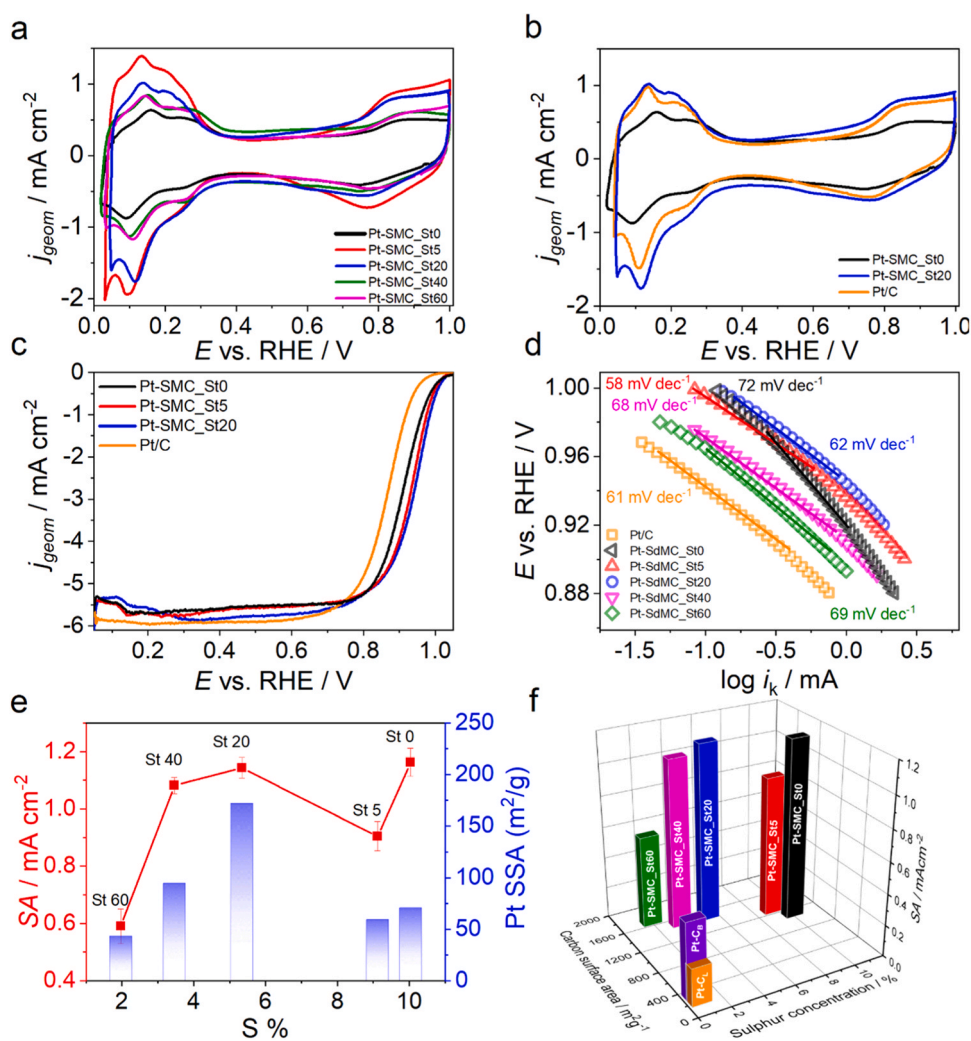 a
j_geom / mA cm⁻²
1
0
-1
-2
0.0 0.2 0.4 0.6 0.8 1.0
E vs. RHE / V
Pt-SMC_St0
Pt-SMC_St5
Pt-SMC_St20
Pt-SMC_St40
Pt-SMC_St60
b
j_geom / mA cm⁻²
1
0
-1
-2
0.0 0.2 0.4 0.6 0.8 1.0
E vs. RHE / V
Pt-SMC_St0
Pt-SMC_St20
Pt/C
c
j_geom / mA cm⁻²
0
-1
-2
-3
-4
-5
-6
0.2 0.4 0.6 0.8 1.0
E vs. RHE / V
Pt-SMC_St0
Pt-SMC_St5
Pt-SMC_St20
Pt/C
d
E vs. RHE / V
1.00
0.96
0.92
0.88
-1.5 -1.0 -0.5 0.0 0.5
log i_k / mA
58 mV dec⁻¹
72 mV dec⁻¹
68 mV dec⁻¹
62 mV dec⁻¹
61 mV dec⁻¹
69 mV dec⁻¹
Pt/C
Pt-SdMC_St0
Pt-SdMC_St5
Pt-SdMC_St20
Pt-SdMC_St40
Pt-SdMC_St60
e
SA / mA cm⁻²
1.2
1.0
0.8
0.6
0.4
2 4 6 8 10
S %
250
200
150
100
50
0
Pt SSA (m²/g)
St 60
St 40
St 20
St 5
St 0
f
Pt-SMC_St60
Pt-SMC_St40
Pt-SMC_St20
Pt-SMC_St5
Pt-SMC_St0
Pt-C_B
Pt-C_L
2000
1600
1200
800
400
0
Carbon surface area / m²g⁻¹
0 2 4 6 8 10
Sulphur concentration / %
1.2
1.0
0.8
0.6
0.4
0.2
0.0
SA / mAcm⁻²